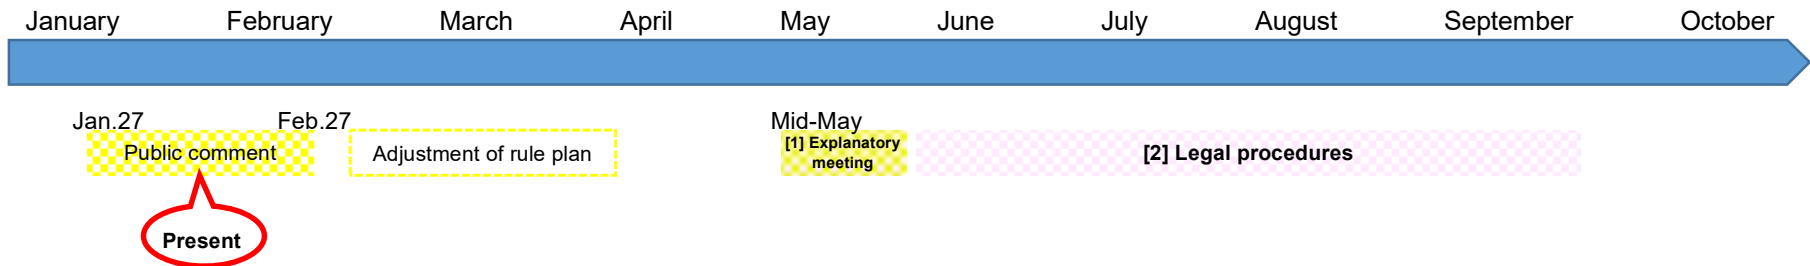 January February March April May June July August September October
Jan.27 Feb.27 Mid-May
Public comment Adjustment of rule plan [1] Explanatory meeting [2] Legal procedures
Present